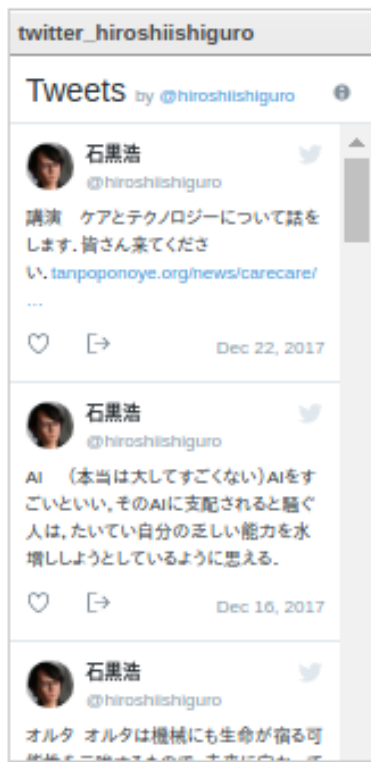 twitter_hiroshiishiguro
Tweets by @hiroshiishiguro
石黒浩
@hiroshiishiguro
講演　ケアとテクノロジーについて話を
します. 皆さん来てくださ
い. tanpoponoye.org/news/carecare/
…
Dec 22, 2017
石黒浩
@hiroshiishiguro
AI　（本当は大してすごくない）AIをす
ごいといい, そのAIに支配されると騒ぐ
人は, たいてい自分の乏しい能力を水
増ししようとしているように思える.
Dec 16, 2017
石黒浩
@hiroshiishiguro
オルタ オルタは機械にも生命が宿る可